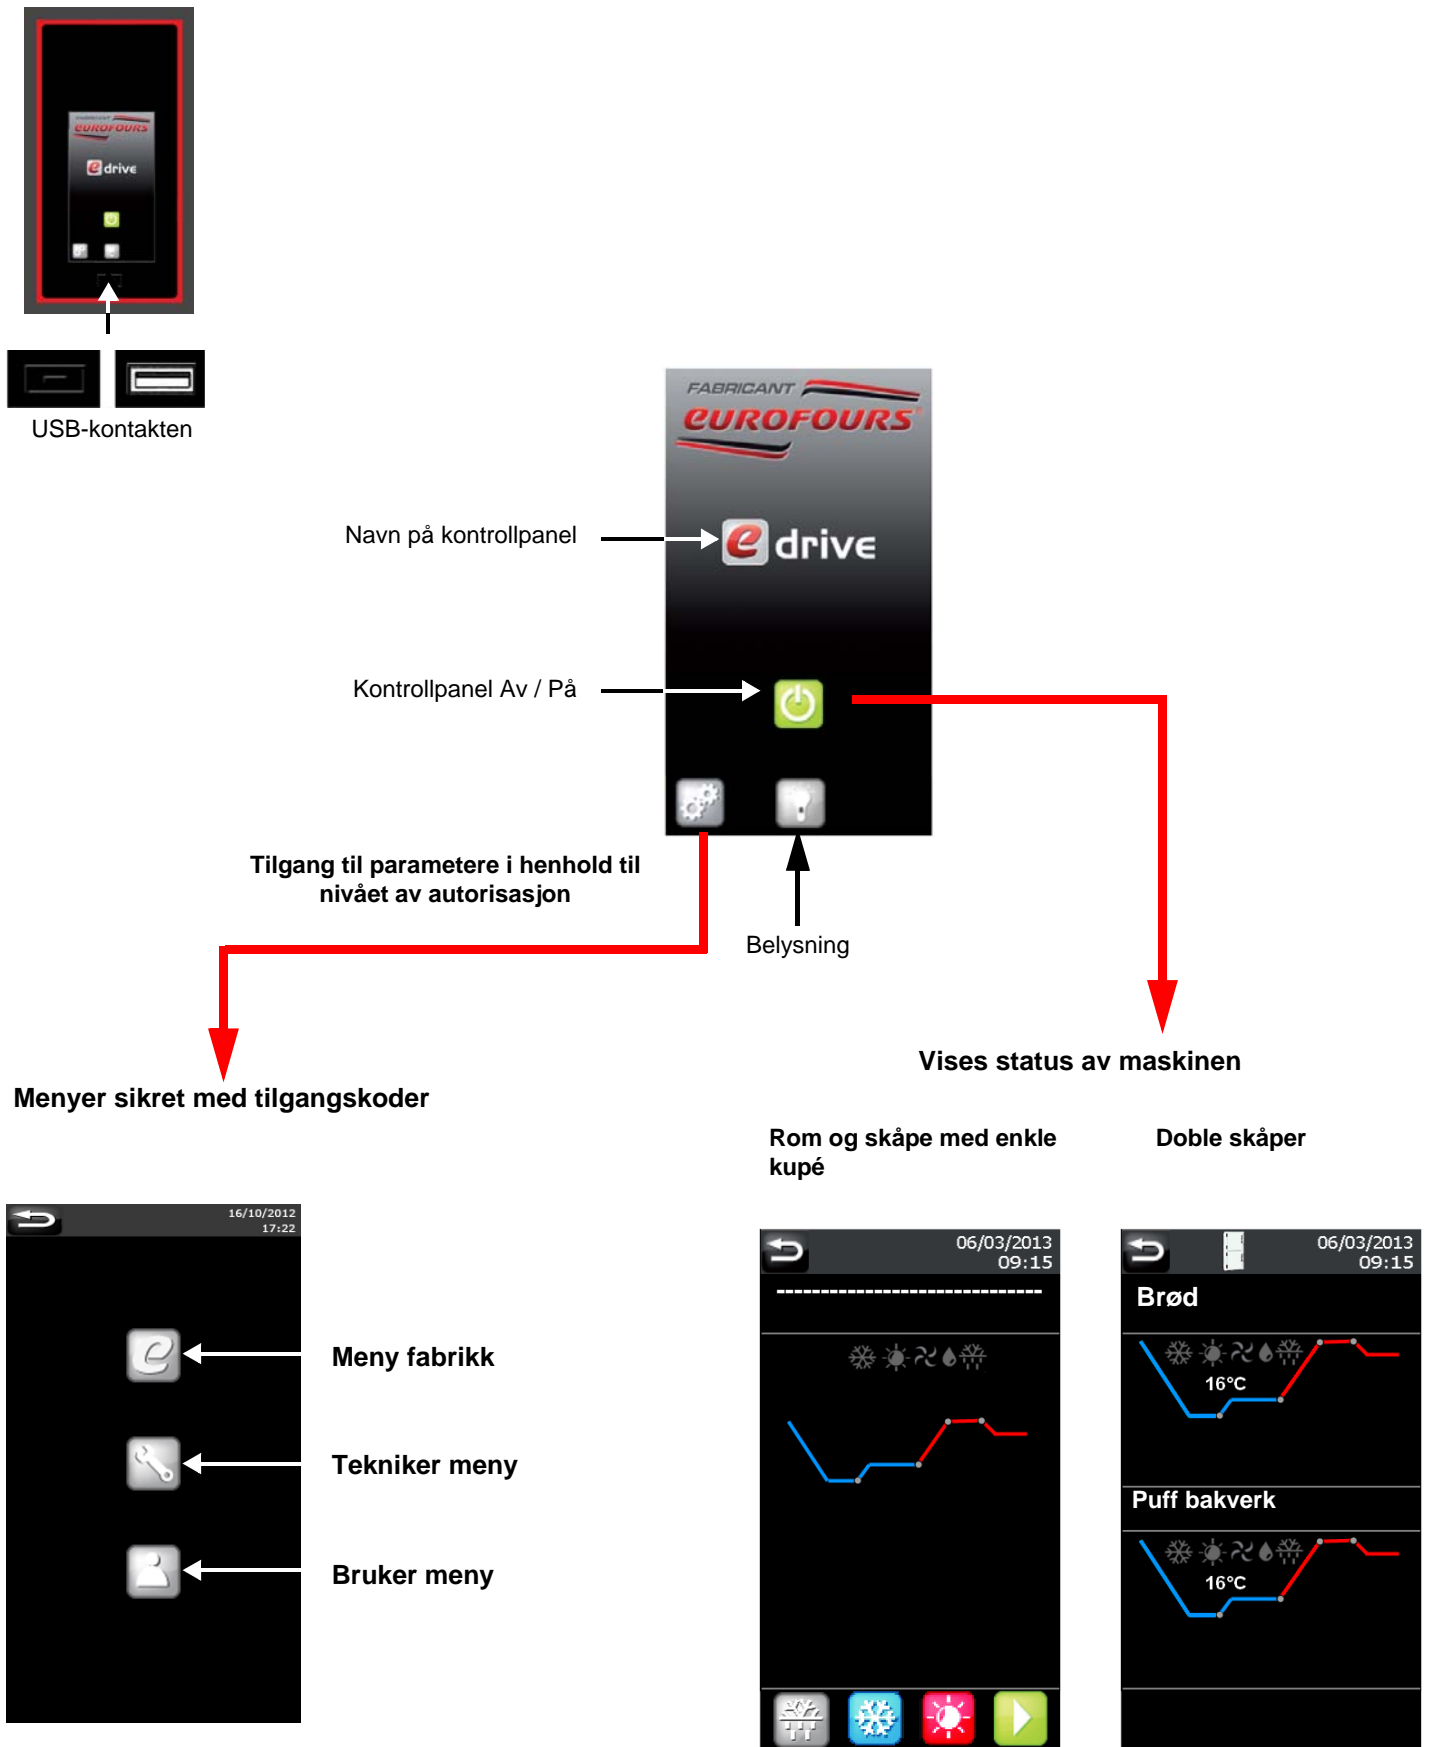 FABRICANT
eurofours
e drive
USB-kontakten
FABRICANT
eurofours
Navn på kontrollpanel
e drive
Kontrollpanel Av / På
Tilgang til parametere i henhold til
nivået av autorisasjon
Belysning
Vises status av maskinen
Menyer sikret med tilgangskoder
Rom og skåpe med enkle
kupé
Doble skåper
16/10/2012
17:22
Meny fabrikk
Tekniker meny
Bruker meny
06/03/2013
09:15
------------------------------
06/03/2013
09:15
Brød
16°C
Puff bakverk
16°C